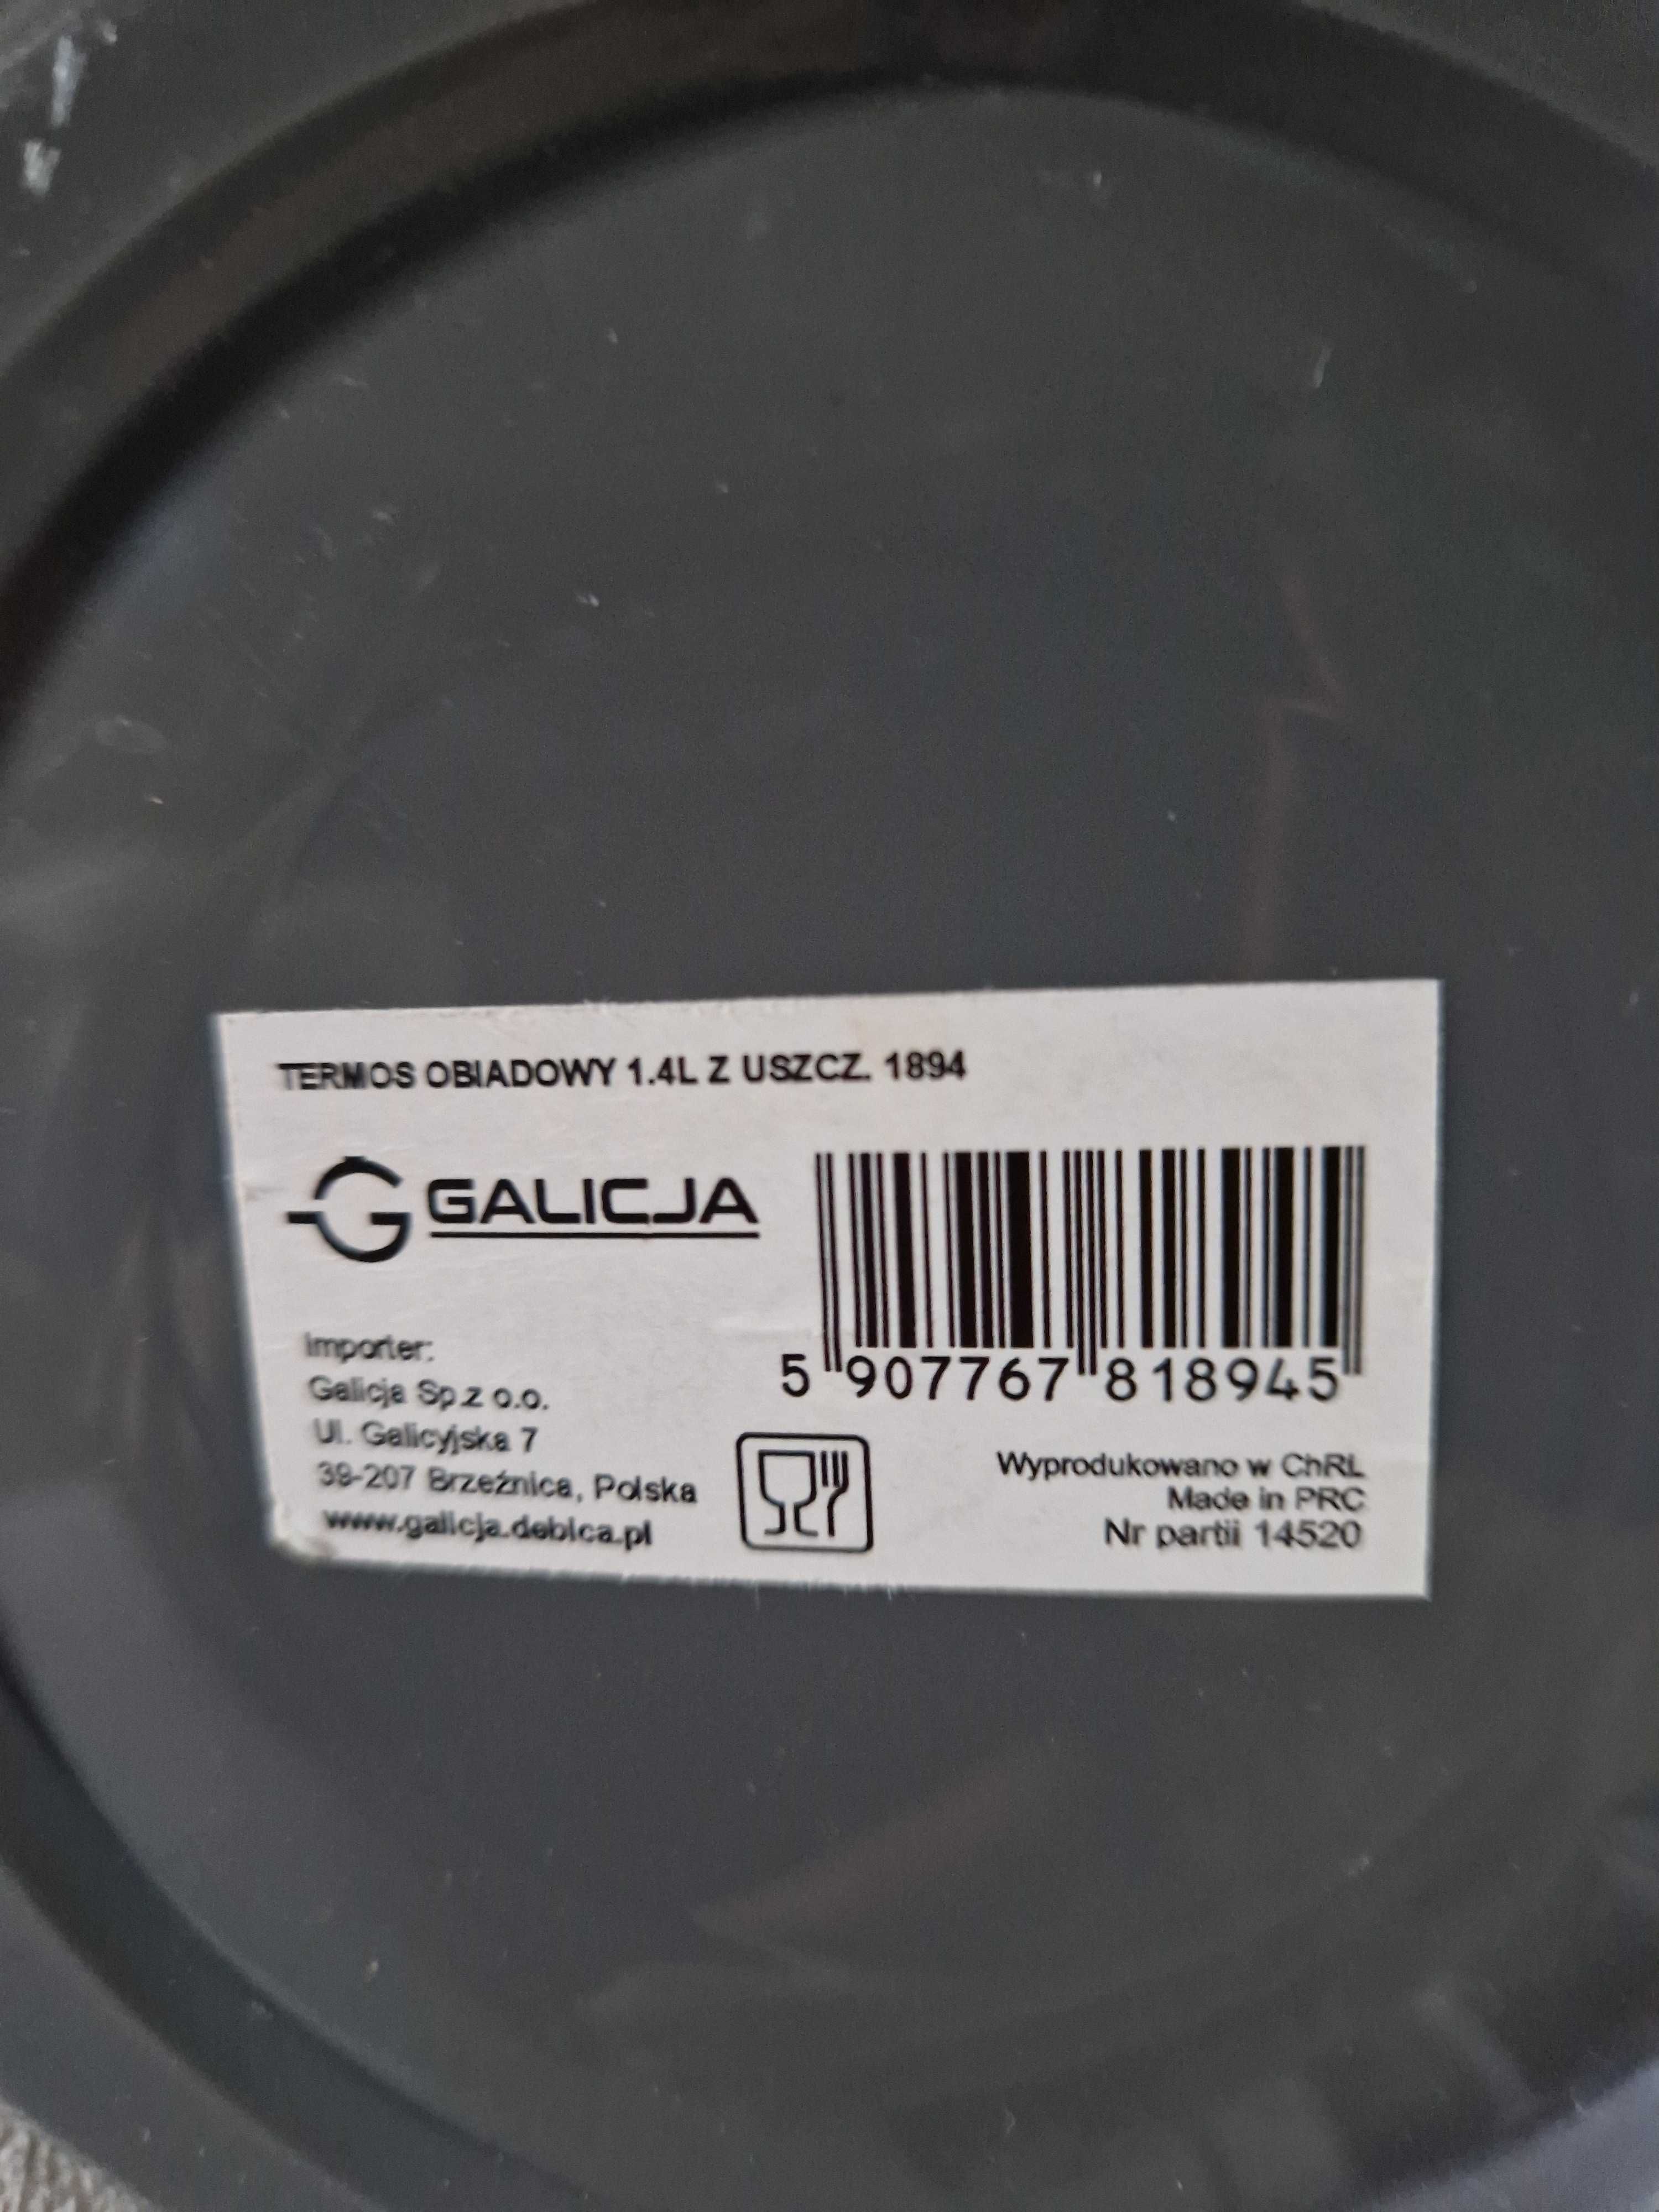 TERMOS OBIADOWY 1.4L Z USZCZ. 1894
GALICJA
5 907767 818945
Importer:
Galicja Sp.z o.o.
Ul. Galicyjska 7
39-207 Brzeźnica, Polska
www.galicja.debica.pl
Wyprodukowano w ChRL
Made in PRC
Nr partii 14520